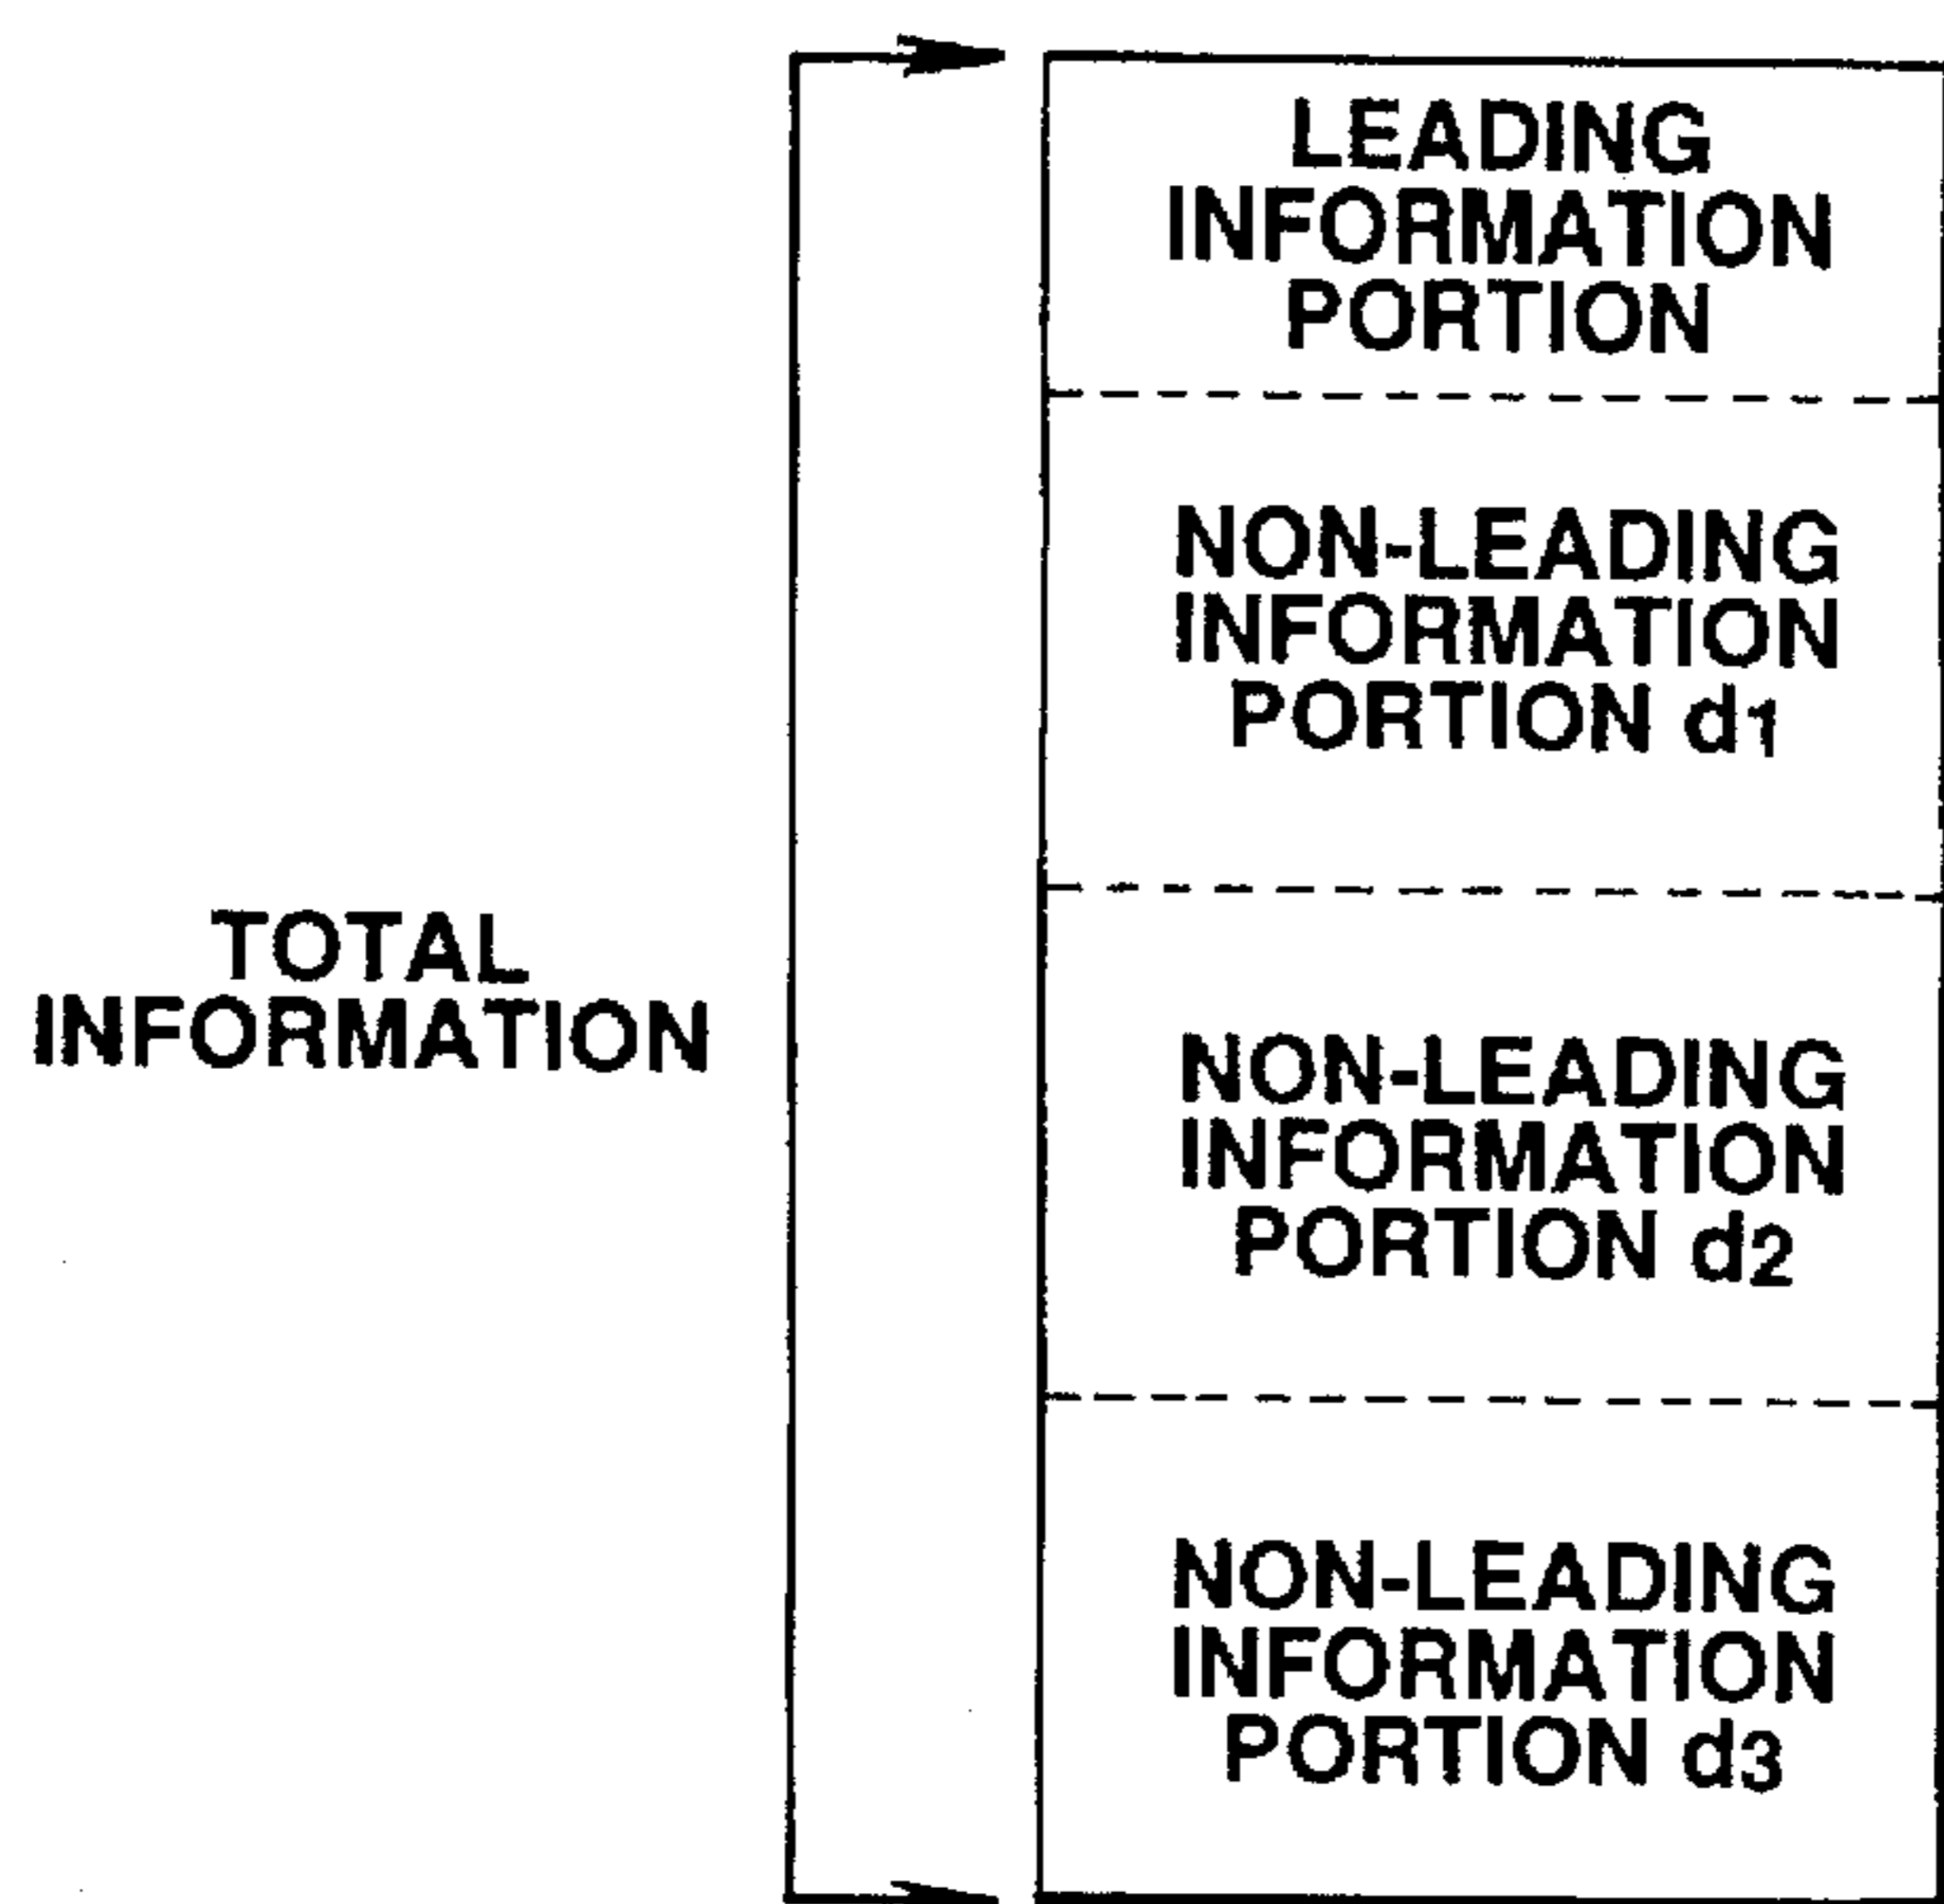 LEADING
INFORMATION
PORTION
NON-LEADING
INFORMATION
PORTION d1
TOTAL
INFORMATION
NON-LEADING
INFORMATION
PORTION d2
NON-LEADING
INFORMATION
PORTION d3